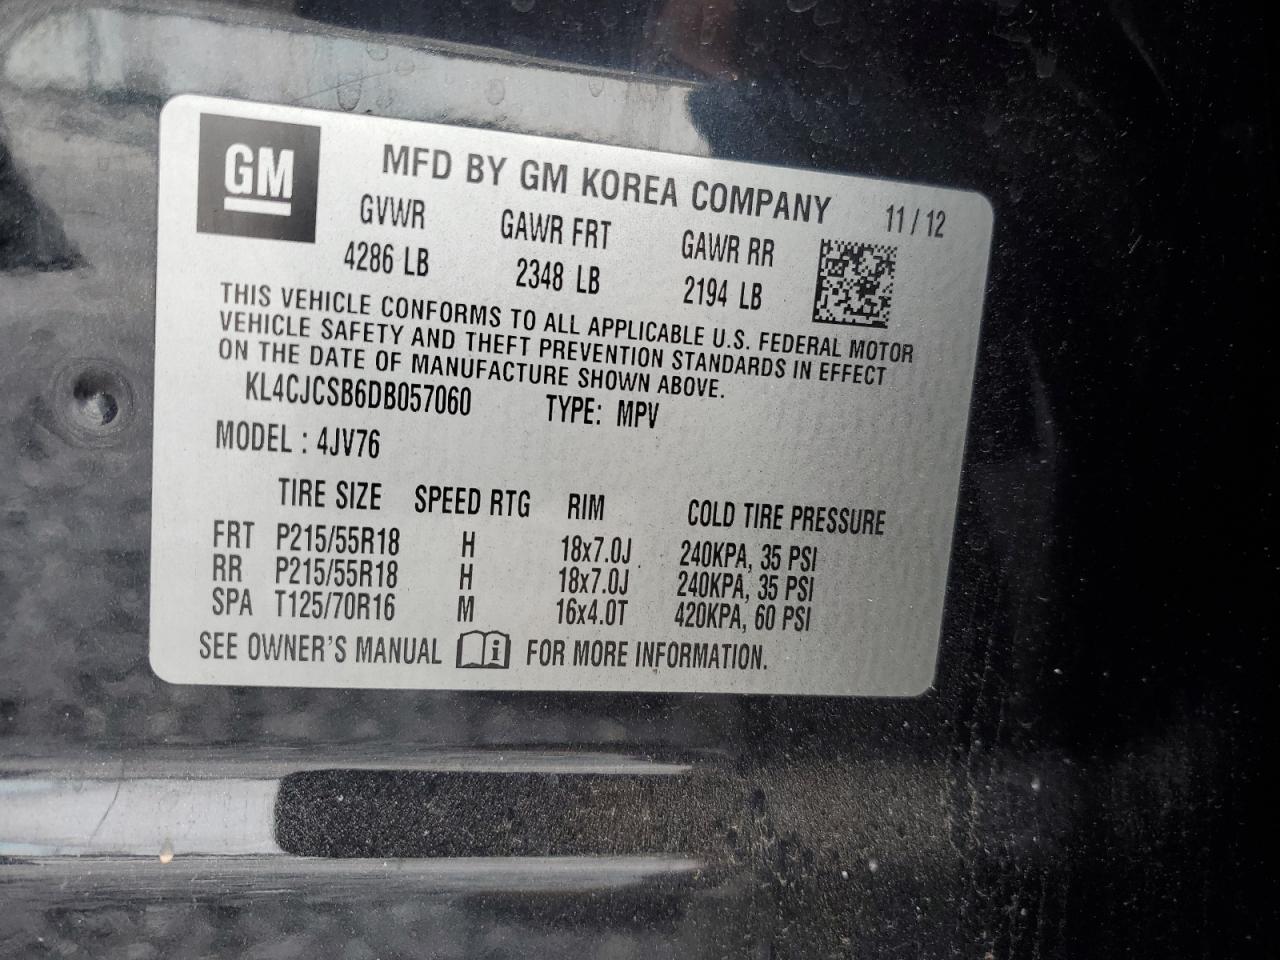 GM
MFD BY GM KOREA COMPANY 11 / 12
GVWR GAWR FRT GAWR RR
4286 LB 2348 LB 2194 LB
THIS VEHICLE CONFORMS TO ALL APPLICABLE U.S. FEDERAL MOTOR
VEHICLE SAFETY AND THEFT PREVENTION STANDARDS IN EFFECT
ON THE DATE OF MANUFACTURE SHOWN ABOVE.
KL4CJCSB6DB057060 TYPE: MPV
MODEL : 4JV76
TIRE SIZE SPEED RTG RIM COLD TIRE PRESSURE
FRT P215/55R18 H 18x7.0J 240KPA, 35 PSI
RR P215/55R18 H 18x7.0J 240KPA, 35 PSI
SPA T125/70R16 M 16x4.0T 420KPA, 60 PSI
SEE OWNER'S MANUAL i FOR MORE INFORMATION.